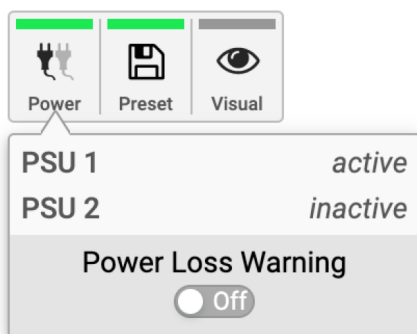 Power Preset Visual
PSU 1 active
PSU 2 inactive
Power Loss Warning
Off